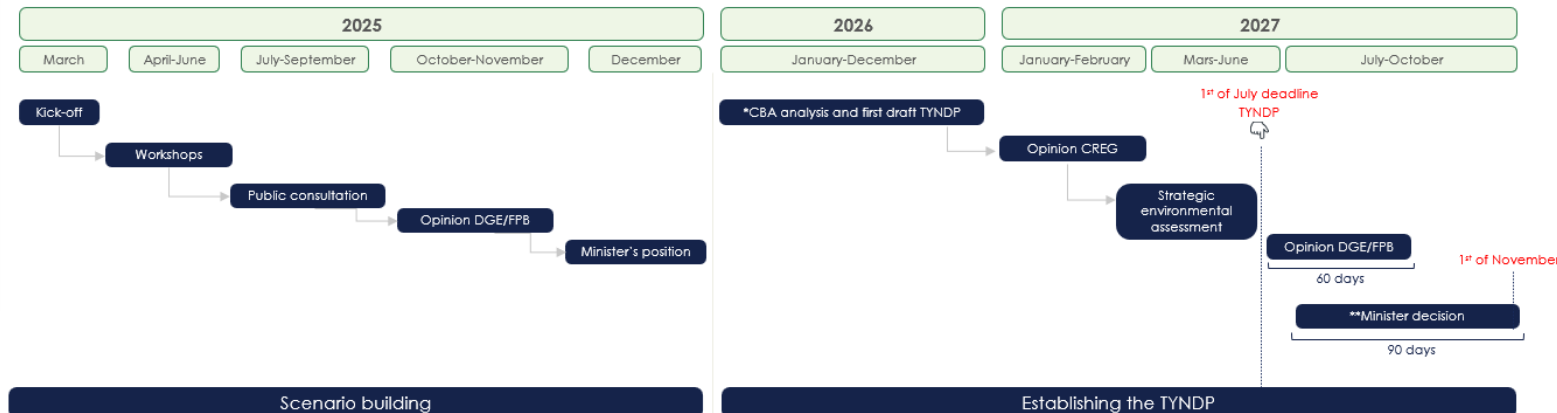 2025
2026
2027
March
April-June
July-September
October-November
December
January-December
January-February
Mars-June
July-October
1st of July deadline
TYNDP
Kick-off
*CBA analysis and first draft TYNDP
Workshops
Opinion CREG
Public consultation
Strategic
environmental
assessment
Opinion DGE/FPB
Minister's position
Opinion DGE/FPB
60 days
1st of November
**Minister decision
90 days
Scenario building
Establishing the TYNDP